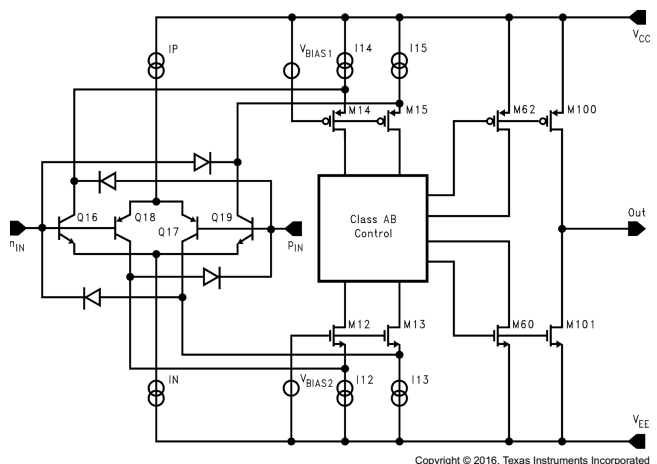 IP
V_BIAS1
I14
I15
V_CC
M14
M15
M62
M100
Q16
Q18
Q17
Q19
n_IN
p_IN
Class AB
Control
Out
M12
M13
M60
M101
IN
V_BIAS2
I12
I13
V_EE
Copyright © 2016, Texas Instruments Incorporated